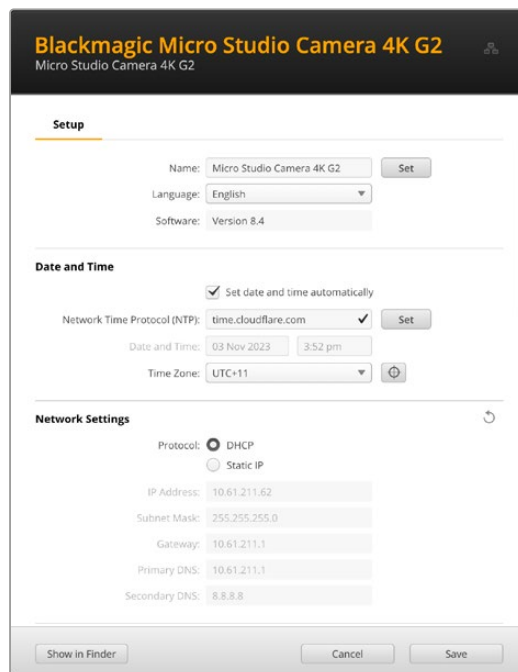 Blackmagic Micro Studio Camera 4K G2
Micro Studio Camera 4K G2
Setup
Name: Micro Studio Camera 4K G2 Set
Language: English
Software: Version 8.4
Date and Time
Set date and time automatically
Network Time Protocol (NTP): time.cloudflare.com Set
Date and Time: 03 Nov 2023 3:52 pm
Time Zone: UTC+11
Network Settings
Protocol: DHCP
Static IP
IP Address: 10.61.211.62
Subnet Mask: 255.255.255.0
Gateway: 10.61.211.1
Primary DNS: 10.61.211.1
Secondary DNS: 8.8.8.8
Show in Finder Cancel Save